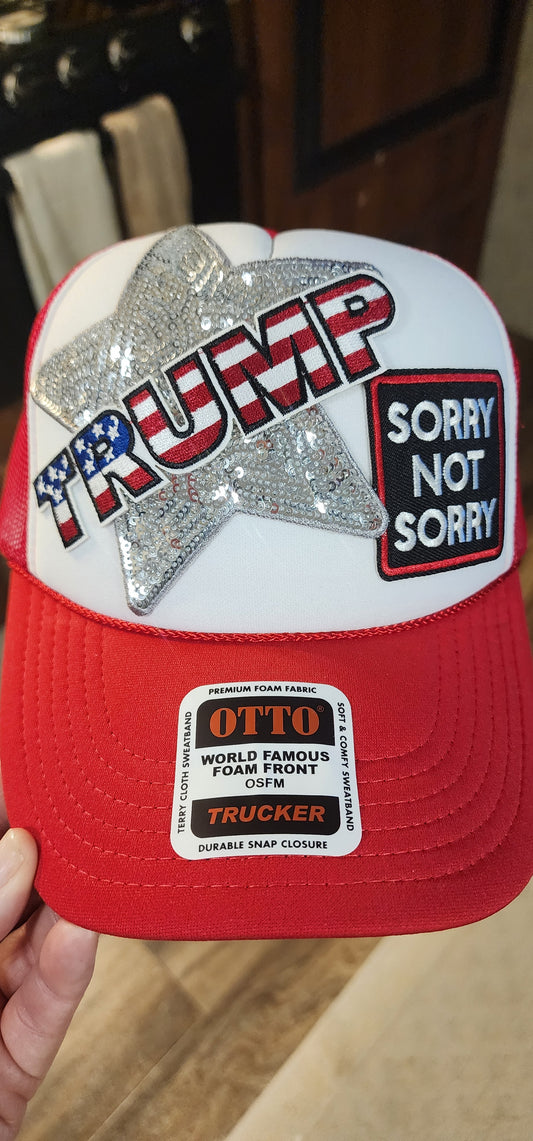 TRUMP
SORRY
NOT
SORRY
PREMIUM FOAM FABRIC
OTTO®
WORLD FAMOUS
FOAM FRONT
OSFM
TRUCKER
DURABLE SNAP CLOSURE
TERRY CLOTH SWEATBAND
SOFT & COMFY SWEATBAND